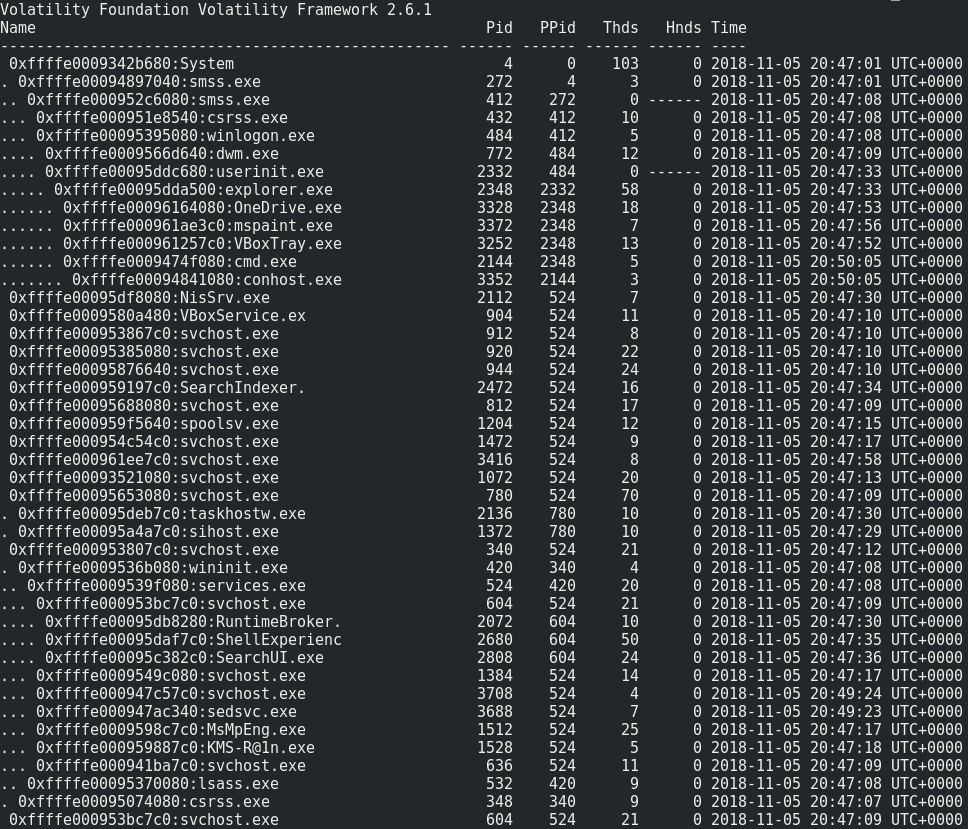 Volatility Foundation Volatility Framework 2.6.1
Name                                                  Pid   PPid   Thds   Hnds Time
-------------------------------------------------- ------ ------ ------ ------ ----
 0xffffe0009342b680:System                              4      0    103      0 2018-11-05 20:47:01 UTC+0000
. 0xffffe00094897040:smss.exe                         272      4      3      0 2018-11-05 20:47:01 UTC+0000
.. 0xffffe000952c6080:smss.exe                        412    272      0 ------ 2018-11-05 20:47:08 UTC+0000
... 0xffffe000951e8540:csrss.exe                      432    412     10      0 2018-11-05 20:47:08 UTC+0000
... 0xffffe00095395080:winlogon.exe                   484    412      5      0 2018-11-05 20:47:08 UTC+0000
.... 0xffffe0009566d640:dwm.exe                       772    484     12      0 2018-11-05 20:47:09 UTC+0000
.... 0xffffe00095ddc680:userinit.exe                 2332    484      0 ------ 2018-11-05 20:47:33 UTC+0000
..... 0xffffe00095dda500:explorer.exe                2348   2332     58      0 2018-11-05 20:47:33 UTC+0000
...... 0xffffe00096164080:OneDrive.exe               3328   2348     18      0 2018-11-05 20:47:53 UTC+0000
...... 0xffffe000961ae3c0:mspaint.exe                3372   2348      7      0 2018-11-05 20:47:56 UTC+0000
...... 0xffffe000961257c0:VBoxTray.exe               3252   2348     13      0 2018-11-05 20:47:52 UTC+0000
...... 0xffffe0009474f080:cmd.exe                    2144   2348      5      0 2018-11-05 20:50:05 UTC+0000
....... 0xffffe00094841080:conhost.exe               3352   2144      3      0 2018-11-05 20:50:05 UTC+0000
 0xffffe00095df8080:NisSrv.exe                       2112    524      7      0 2018-11-05 20:47:30 UTC+0000
 0xffffe0009580a480:VBoxService.ex                    904    524     11      0 2018-11-05 20:47:10 UTC+0000
 0xffffe000953867c0:svchost.exe                       912    524      8      0 2018-11-05 20:47:10 UTC+0000
 0xffffe00095385080:svchost.exe                       920    524     22      0 2018-11-05 20:47:10 UTC+0000
 0xffffe00095876640:svchost.exe                       944    524     24      0 2018-11-05 20:47:10 UTC+0000
 0xffffe000959197c0:SearchIndexer.                   2472    524     16      0 2018-11-05 20:47:34 UTC+0000
 0xffffe00095688080:svchost.exe                       812    524     17      0 2018-11-05 20:47:09 UTC+0000
 0xffffe000959f5640:spoolsv.exe                      1204    524     12      0 2018-11-05 20:47:15 UTC+0000
 0xffffe000954c54c0:svchost.exe                      1472    524      9      0 2018-11-05 20:47:17 UTC+0000
 0xffffe000961ee7c0:svchost.exe                      3416    524      8      0 2018-11-05 20:47:58 UTC+0000
 0xffffe00093521080:svchost.exe                      1072    524     20      0 2018-11-05 20:47:13 UTC+0000
 0xffffe00095653080:svchost.exe                       780    524     70      0 2018-11-05 20:47:09 UTC+0000
. 0xffffe00095deb7c0:taskhostw.exe                   2136    780     10      0 2018-11-05 20:47:30 UTC+0000
. 0xffffe00095a4a7c0:sihost.exe                      1372    780     10      0 2018-11-05 20:47:29 UTC+0000
 0xffffe000953807c0:svchost.exe                       340    524     21      0 2018-11-05 20:47:12 UTC+0000
. 0xffffe0009536b080:wininit.exe                      420    340      4      0 2018-11-05 20:47:08 UTC+0000
.. 0xffffe0009539f080:services.exe                    524    420     20      0 2018-11-05 20:47:08 UTC+0000
... 0xffffe000953bc7c0:svchost.exe                    604    524     21      0 2018-11-05 20:47:09 UTC+0000
.... 0xffffe00095db8280:RuntimeBroker.               2072    604     10      0 2018-11-05 20:47:30 UTC+0000
.... 0xffffe00095daf7c0:ShellExperienc               2680    604     50      0 2018-11-05 20:47:35 UTC+0000
.... 0xffffe00095c382c0:SearchUI.exe                 2808    604     24      0 2018-11-05 20:47:36 UTC+0000
... 0xffffe0009549c080:svchost.exe                   1384    524     14      0 2018-11-05 20:47:17 UTC+0000
... 0xffffe000947c57c0:svchost.exe                   3708    524      4      0 2018-11-05 20:49:24 UTC+0000
... 0xffffe000947ac340:sedsvc.exe                    3688    524      7      0 2018-11-05 20:49:23 UTC+0000
... 0xffffe0009598c7c0:MsMpEng.exe                   1512    524     25      0 2018-11-05 20:47:17 UTC+0000
... 0xffffe000959887c0:KMS-R@1n.exe                  1528    524      5      0 2018-11-05 20:47:18 UTC+0000
... 0xffffe000941ba7c0:svchost.exe                    636    524     11      0 2018-11-05 20:47:09 UTC+0000
.. 0xffffe00095370080:lsass.exe                       532    420      9      0 2018-11-05 20:47:08 UTC+0000
. 0xffffe00095074080:csrss.exe                        348    340      9      0 2018-11-05 20:47:07 UTC+0000
 0xffffe000953bc7c0:svchost.exe                       604    524     21      0 2018-11-05 20:47:09 UTC+0000